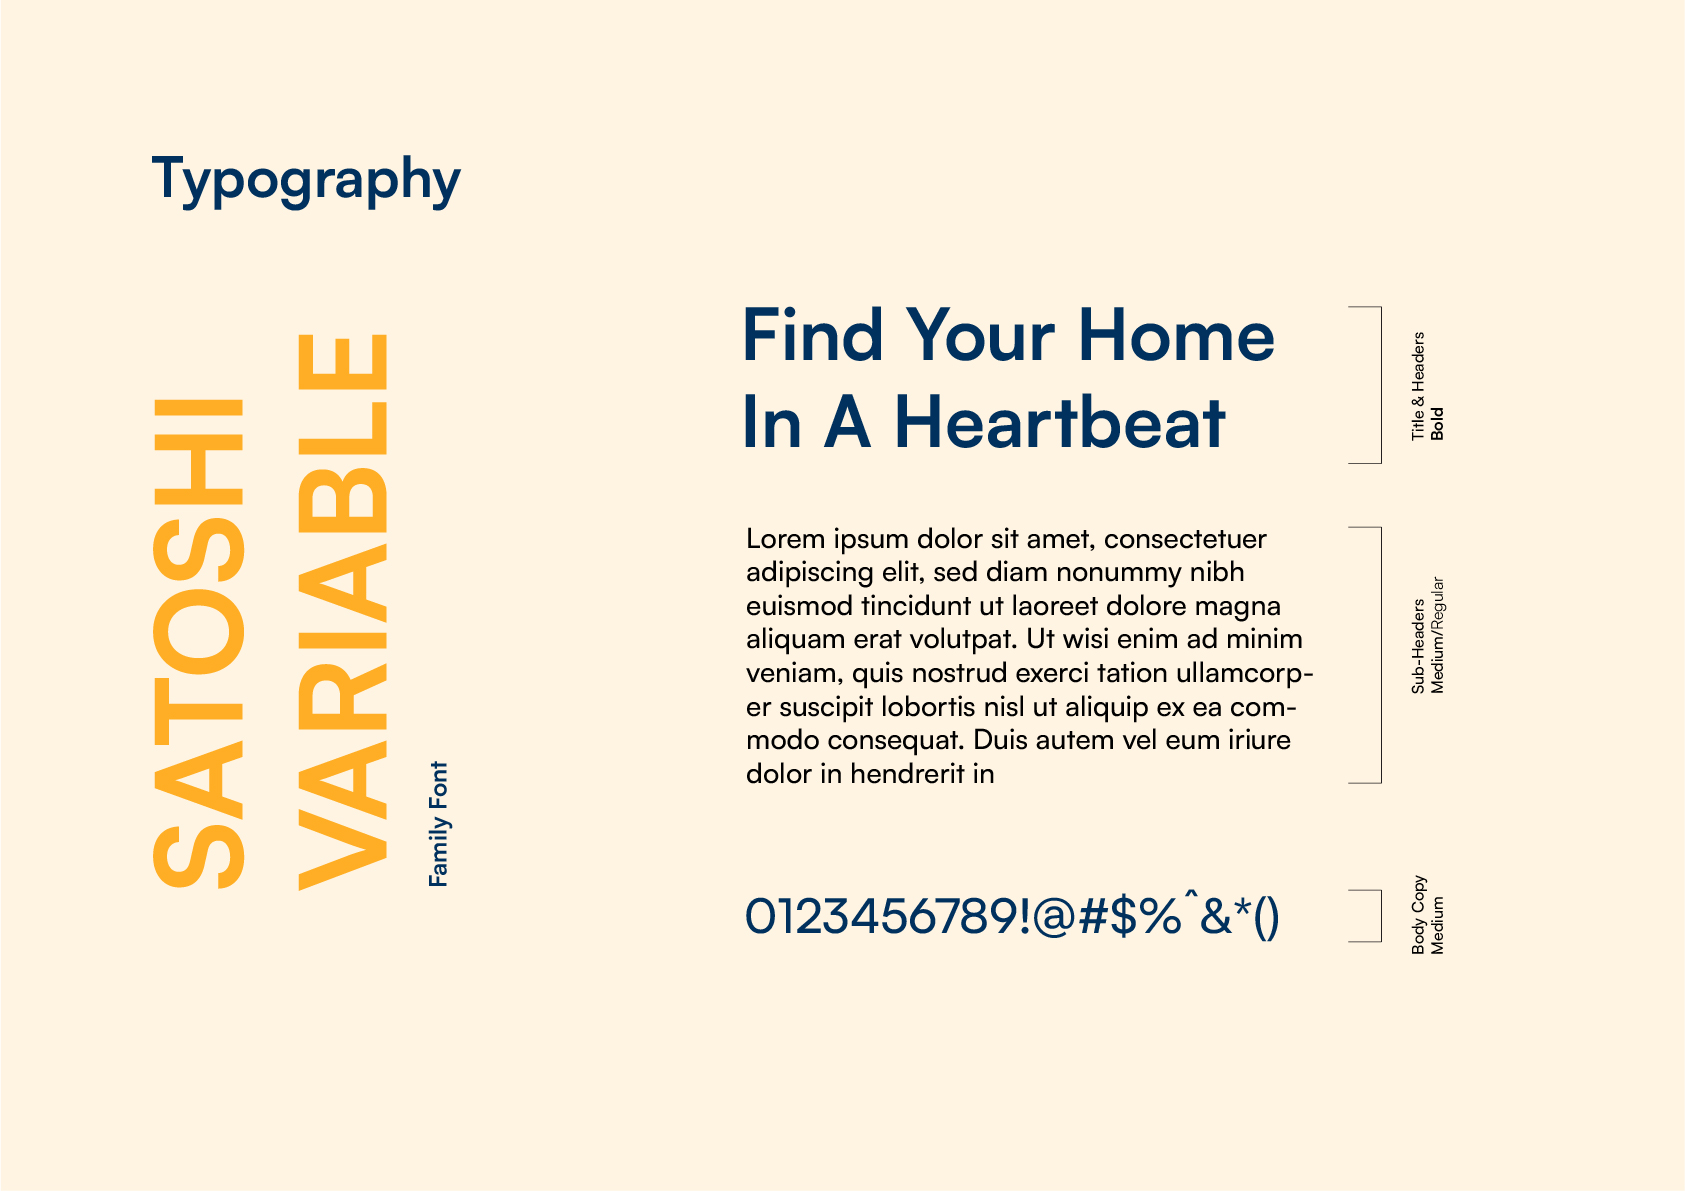 Typography
SATOSHI
VARIABLE
Family Font
Find Your Home
In A Heartbeat
Title & Headers
Bold
Lorem ipsum dolor sit amet, consectetuer
adipiscing elit, sed diam nonummy nibh
euismod tincidunt ut laoreet dolore magna
aliquam erat volutpat. Ut wisi enim ad minim
veniam, quis nostrud exerci tation ullamcorp-
er suscipit lobortis nisl ut aliquip ex ea com-
modo consequat. Duis autem vel eum iriure
dolor in hendrerit in
Sub-Headers
Medium/Regular
0123456789!@#$%^&*()
Body Copy
Medium